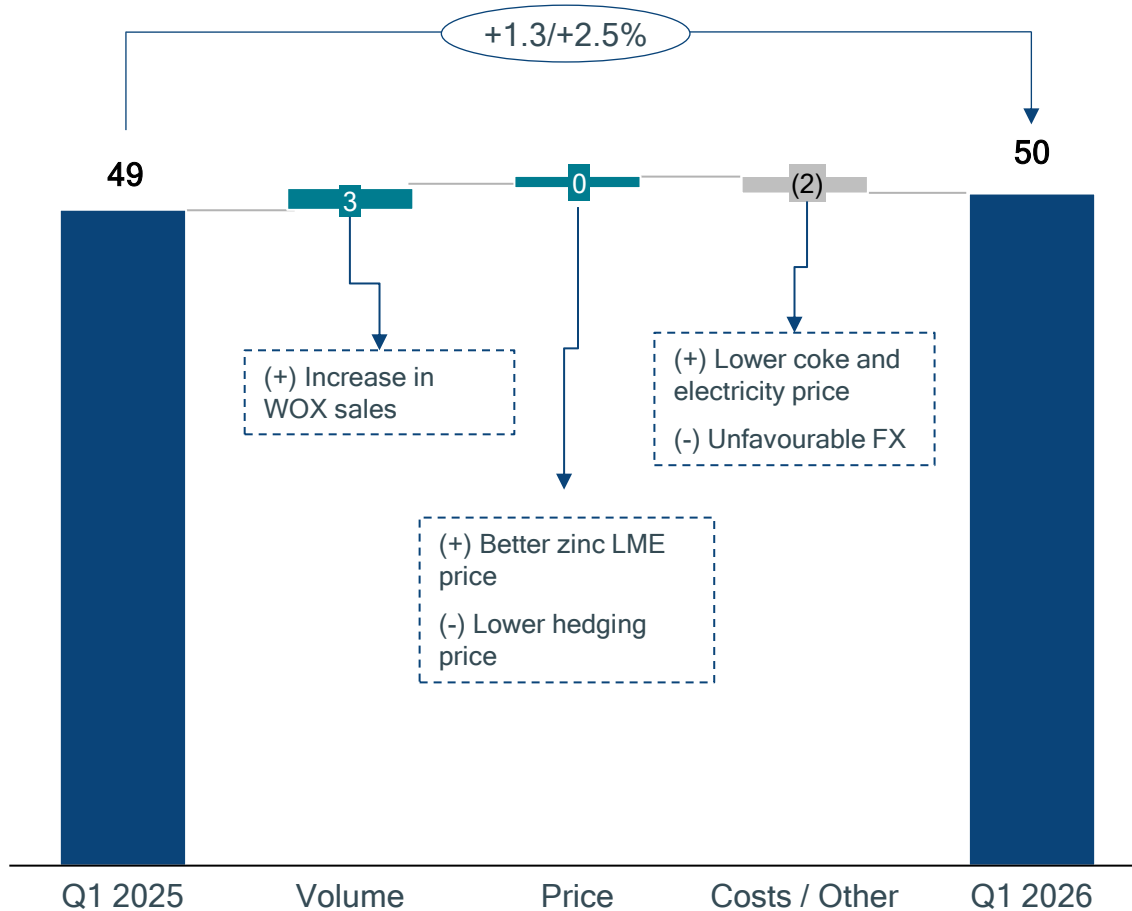 +1.3/+2.5%
49
3
0
(2)
50
(+) Increase in
WOX sales
(+) Better zinc LME
price
(-) Lower hedging
price
(+) Lower coke and
electricity price
(-) Unfavourable FX
Q1 2025
Volume
Price
Costs / Other
Q1 2026